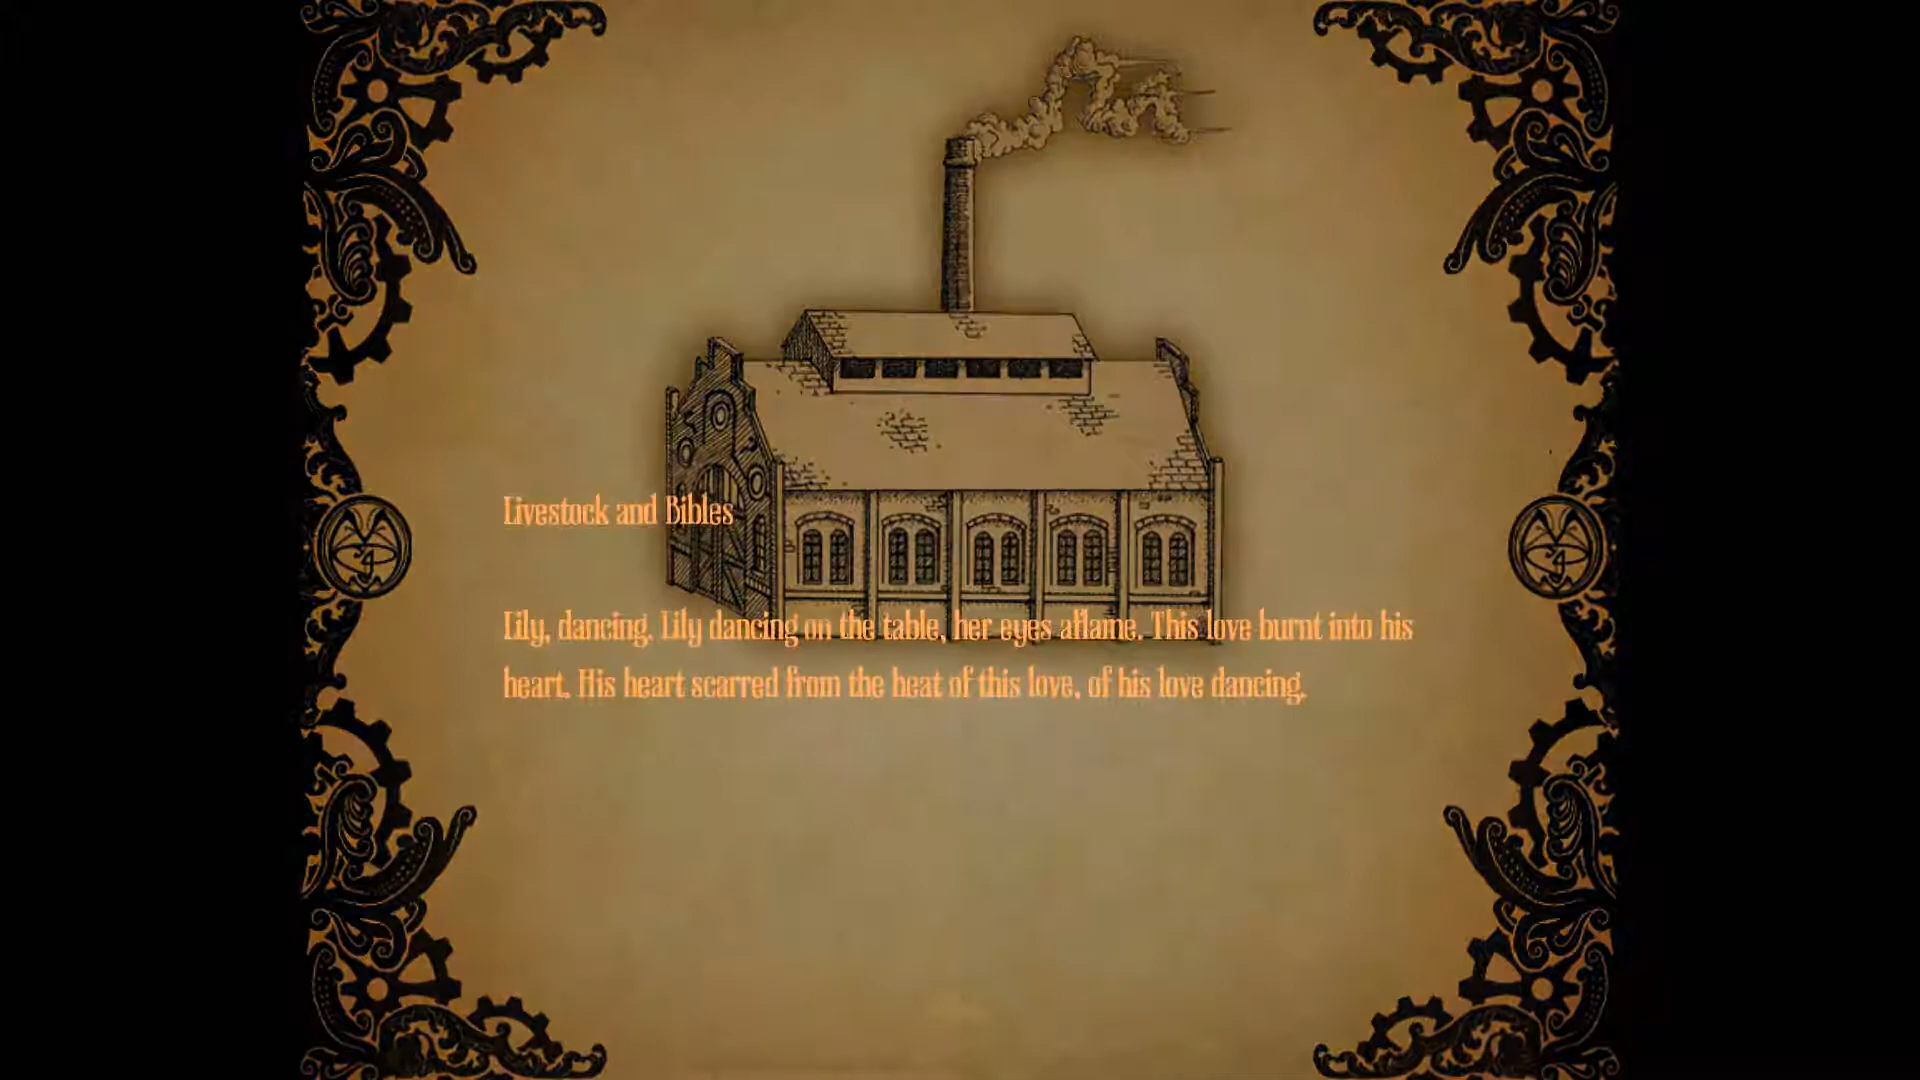 Livestock and Bibles
Lily, dancing. Lily dancing on the table, her eyes aflame. This love burnt into his
heart. His heart scarred from the heat of this love, of his love dancing.